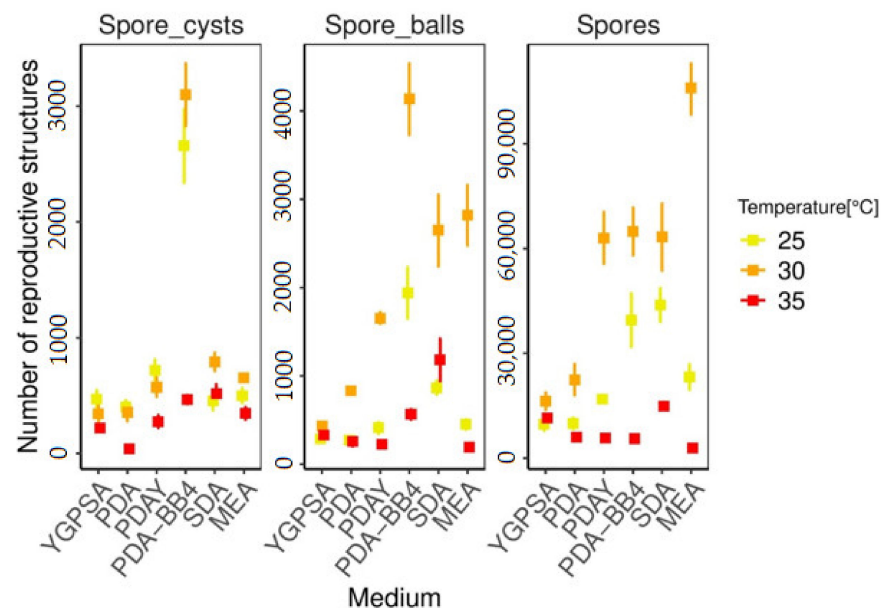 Spore_cysts Spore_balls Spores
Number of reproductive structures
3000
2000
1000
0
4000
3000
2000
1000
0
90,000
60,000
30,000
0
Temperature[°C]
25
30
35
YGPSA PDA PDAY PDA-BB4 SDA MEA
YGPSA PDA PDAY PDA-BB4 SDA MEA
YGPSA PDA PDAY PDA-BB4 SDA MEA
Medium